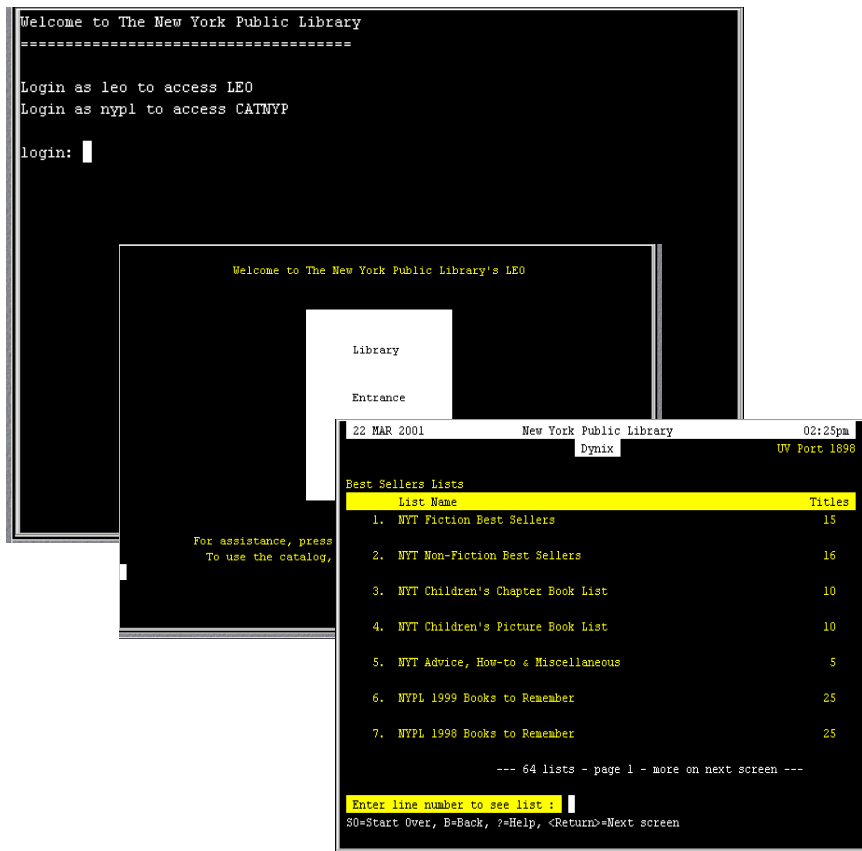 Welcome to The New York Public Library
=====================================
Login as leo to access LEO
Login as nypl to access CATNYP
login:
Welcome to The New York Public Library's LEO
Library
Entrance
For assistance, press
To use the catalog,
22 MAR 2001 New York Public Library 02:25pm
Dynix UV Port 1898
Best Sellers Lists
List Name Titles
1. NYT Fiction Best Sellers 15
2. NYT Non-Fiction Best Sellers 16
3. NYT Children's Chapter Book List 10
4. NYT Children's Picture Book List 10
5. NYT Advice, How-to & Miscellaneous 5
6. NYPL 1999 Books to Remember 25
7. NYPL 1998 Books to Remember 25
--- 64 lists - page 1 - more on next screen ---
Enter line number to see list :
SO=Start Over, B=Back, ?=Help, <Return>=Next screen